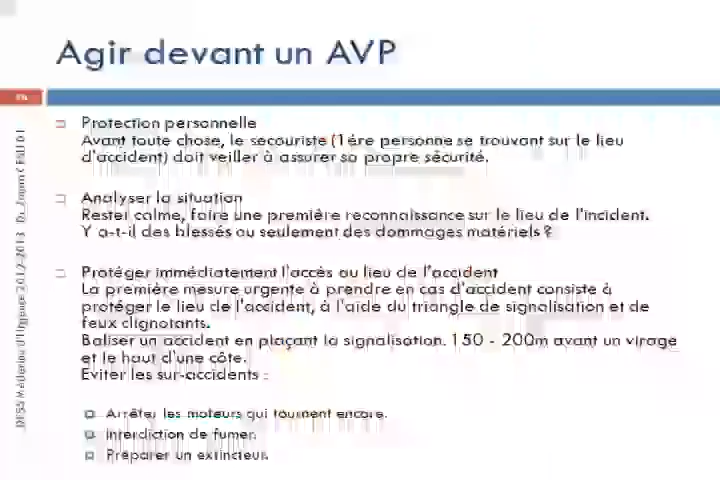 Agir devant un AVP
Protection personnelle
Avant toute chose, le secouriste (1ére personne se trouvant sur le lieu
d'accident) doit veiller à assurer sa propre sécurité.
Analyser la situation
Rester calme, faire une première reconnaissance sur le lieu de l'incident.
Y a-t-il des blessés ou seulement des dommages matériels ?
Protéger immédiatement l'accès au lieu de l'accident
La première mesure urgente à prendre en cas d'accident consiste à
protéger le lieu de l'accident, à l'aide du triangle de signalisation et de
feux clignotants.
Baliser un accident en plaçant la signalisation. 150 - 200m avant un virage
et le haut d'une côte.
Eviter les sur-accidents :
Arrêter les moteurs qui tournent encore.
Interdiction de fumer.
Préparer un extincteur.
DESS Médecine d'Urgence 2012-2013 Dr